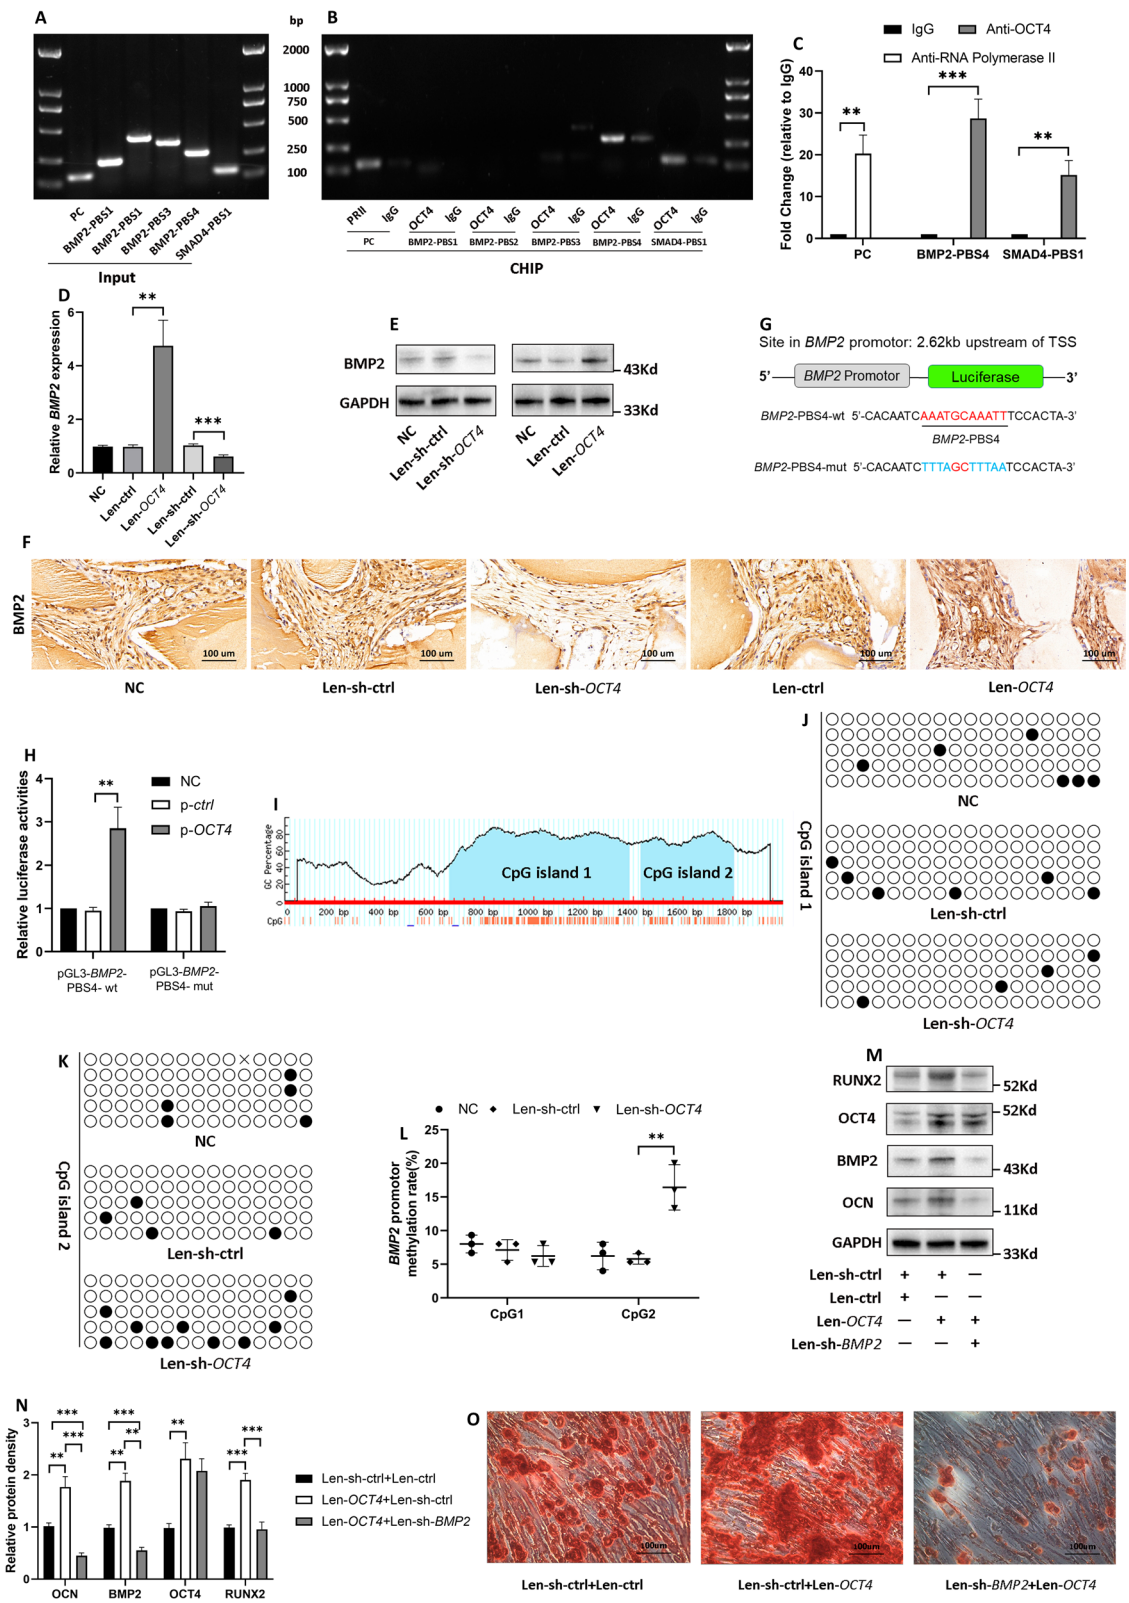 A
bp
2000
1000
750
500
250
100
PC
BMP2-PBS1
BMP2-PBS1
BMP2-PBS3
BMP2-PBS4
SMAD4-PBS1
Input
B
PRII
IgG
OCT4
IgG
OCT4
IgG
OCT4
IgG
OCT4
IgG
OCT4
IgG
PC
BMP2-PBS1
BMP2-PBS2
BMP2-PBS3
BMP2-PBS4
SMAD4-PBS1
CHIP
C
IgG
Anti-OCT4
Anti-RNA Polymerase II
Fold Change (relative to IgG)
40
30
20
10
0
**
***
**
PC
BMP2-PBS4
SMAD4-PBS1
D
Relative BMP2 expression
6
4
2
0
**
***
NC
Len-ctrl
Len-OCT4
Len-sh-ctrl
Len--sh-OCT4
E
BMP2
GAPDH
43Kd
33Kd
NC
Len-sh-ctrl
Len-sh-OCT4
NC
Len-ctrl
Len-OCT4
G
Site in BMP2 promotor: 2.62kb upstream of TSS
5' BMP2 Promotor Luciferase 3'
BMP2-PBS4-wt 5'-CACAATCAAATGCAAATTTCCACTA-3'
BMP2-PBS4
BMP2-PBS4-mut 5'-CACAATCTTTAGCTTTAATCCACTA-3'
F
BMP2
100 um
100 um
100 um
100 um
100 um
NC
Len-sh-ctrl
Len-sh-OCT4
Len-ctrl
Len-OCT4
H
Relative luciferase activities
4
3
2
1
0
**
NC
p-ctrl
p-OCT4
pGL3-BMP2-
PBS4- wt
pGL3-BMP2-
PBS4- mut
I
GC Percentage
80
60
40
20
0
CpG island 1
CpG island 2
0 200 bp 400 bp 600 bp 800 bp 1000 bp 1200 bp 1400 bp 1600 bp 1800 bp
CpG
J
CpG island 1
NC
Len-sh-ctrl
Len-sh-OCT4
K
CpG island 2
NC
Len-sh-ctrl
Len-sh-OCT4
L
NC
Len-sh-ctrl
Len-sh-OCT4
BMP2 promotor
methylation rate(%)
25
20
15
10
5
0
**
CpG1
CpG2
M
RUNX2
52Kd
OCT4
52Kd
BMP2
43Kd
OCN
11Kd
GAPDH
33Kd
Len-sh-ctrl + + —
Len-ctrl + — —
Len-OCT4 — + +
Len-sh-BMP2 — — +
N
Relative protein density
3
2
1
0
***
***
**
***
**
**
**
***
***
OCN
BMP2
OCT4
RUNX2
Len-sh-ctrl+Len-ctrl
Len-OCT4+Len-sh-ctrl
Len-OCT4+Len-sh-BMP2
O
100um
100um
100um
Len-sh-ctrl+Len-ctrl
Len-sh-ctrl+Len-OCT4
Len-sh-BMP2+Len-OCT4